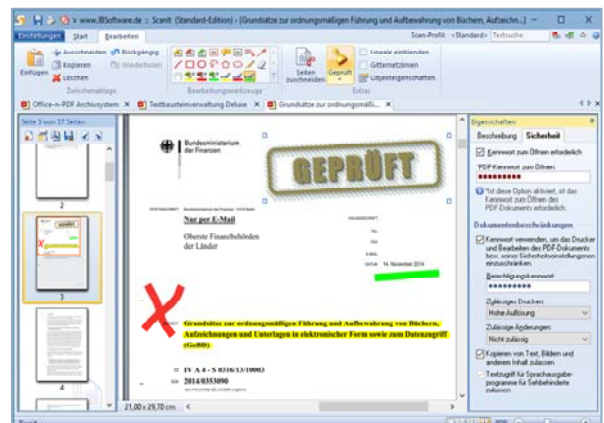 www.JBSoftware.de :: Scanit (Standard-Edition) - [Grundsätze zur ordnungsmäßigen Führung und Aufbewahrung von Büchern, Aufzeichn...]
Einstellungen Start Bearbeiten
Scan-Profil: <Standard> Textsuche
Einfügen
Ausschneiden
Kopieren
Löschen
Rückgängig
Wiederholen
Zwischenablage
Bearbeitungswerkzeuge
Seiten zuschneiden
Geprüft
Lineale einblenden
Gitternetzlinien
Objekteigenschaften
Extras
Office-n-PDF Archivsystem
Textbausteinverwaltung Deluxe
Grundsätze zur ordnungsmäßi...
Seite 3 von 37 Seiten
2
3
4
Bundesministerium
der Finanzen
GEPRÜFT
Nur per E-Mail
Oberste Finanzbehörden
der Länder
14. November 2014
Grundsätze zur ordnungsmäßigen Führung und Aufbewahrung von Büchern,
Aufzeichnungen und Unterlagen in elektronischer Form sowie zum Datenzugriff
(GoBD)
IV A 4 - S 0316/13/10003
2014/0353090
21,00 x 29,70 cm
Eigenschaften
Beschreibung Sicherheit
Kennwort zum Öffnen erforderlich
PDF-Kennwort zum Öffnen:
Ist diese Option aktiviert, ist das
Kennwort zum Öffnen des
PDF-Dokuments erforderlich.
Dokumentenbeschränkungen
Kennwort verwenden, um das Drucken
und Bearbeiten des PDF-Dokuments
bzw. seiner Sicherheitseinstellungen
einzuschränken
Berechtigungskennwort:
Zulässiges Drucken:
Hohe Auflösung
Zulässige Änderungen:
Nicht zulässig
Kopieren von Text, Bildern und
anderem Inhalt zulassen
Textzugriff für Sprachausgabe-
programme für Sehbehinderte
zulassen